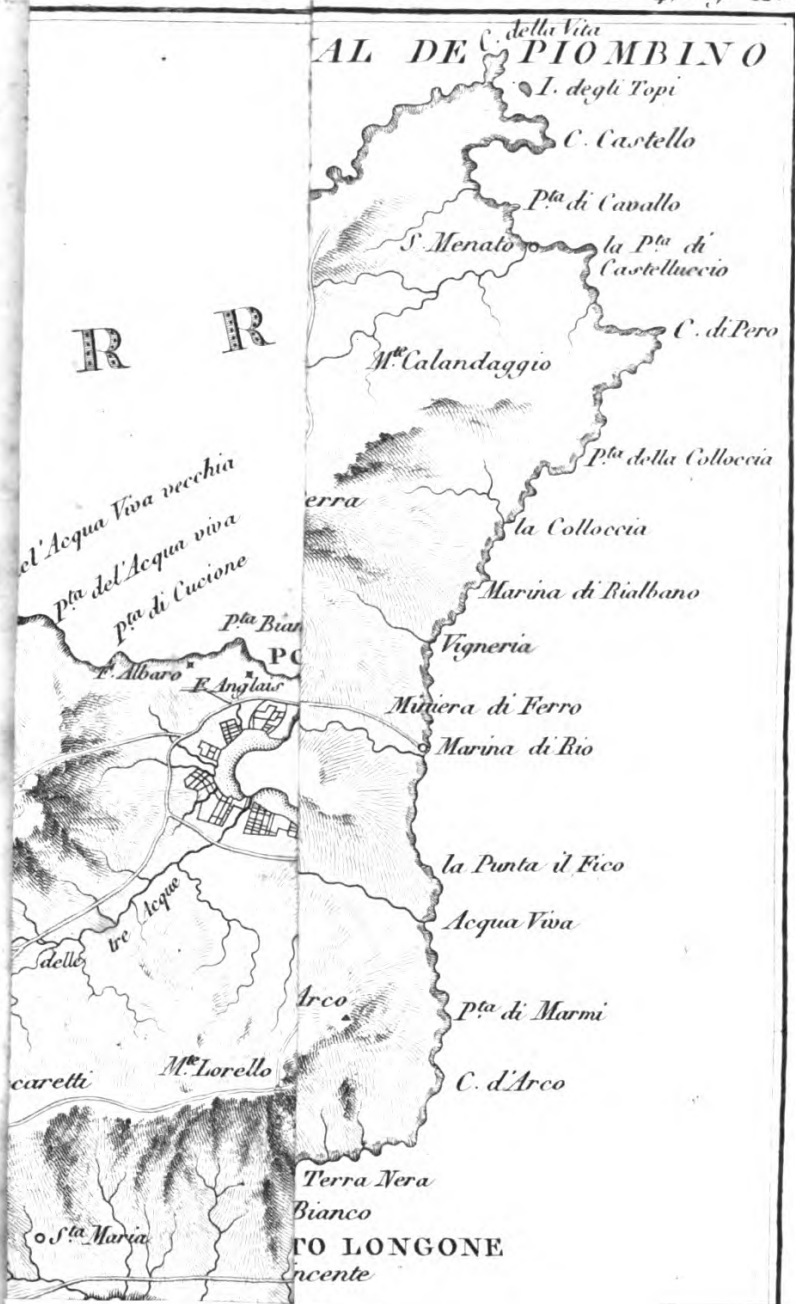 C. della Vita
AL DE PIOMBINO
I. degli Topi
C. Castello
P.ta di Cavallo
S. Menato
la P.ta di
Castelluccio
R R
C. di Pero
M.te Calandaggio
P.ta della Colloccia
erra
el'Acqua Viva vecchia
la Colloccia
P.ta del'Acqua viva
P.ta di Cucione
Marina di Rialbano
P.ta Bian
Vigneria
PO
F. Albaro
F. Anglais
Miniera di Ferro
Marina di Rio
la Punta il Fico
delle tre Acque
Acqua Viva
Arco
P.ta di Marmi
M.te Lorello
caretti
C. d'Arco
Terra Nera
Bianco
S.ta Maria
TO LONGONE
ncente